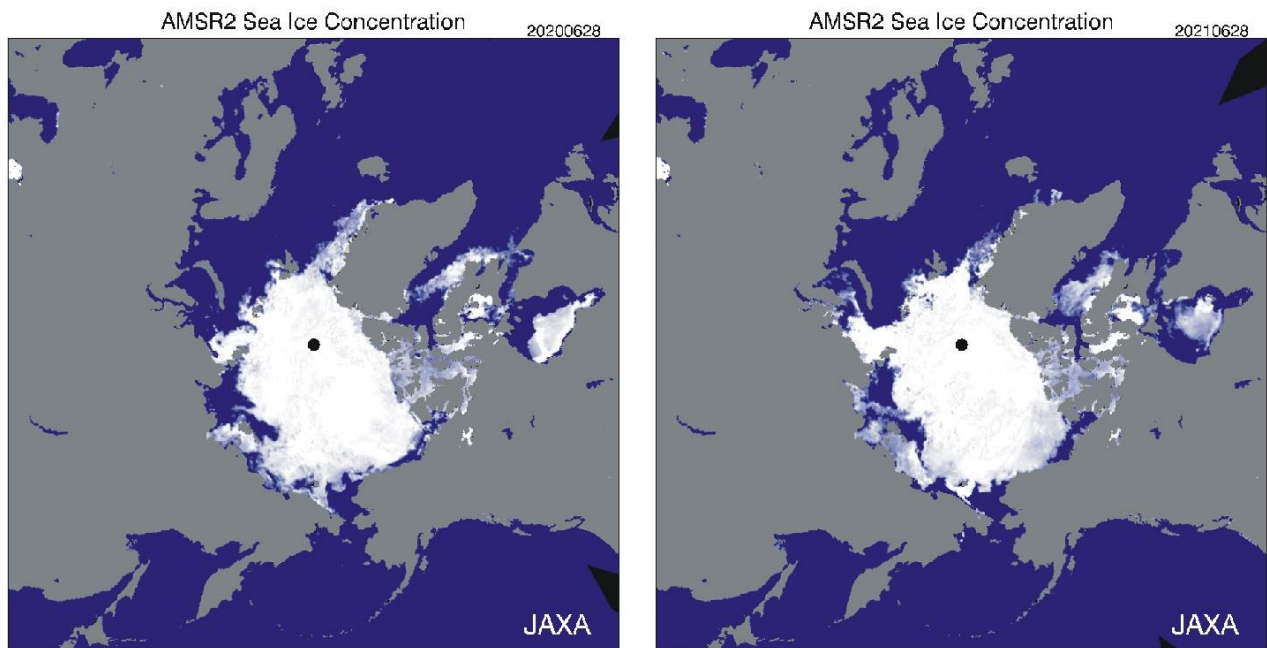 AMSR2 Sea Ice Concentration
20200628
JAXA
AMSR2 Sea Ice Concentration
20210628
JAXA